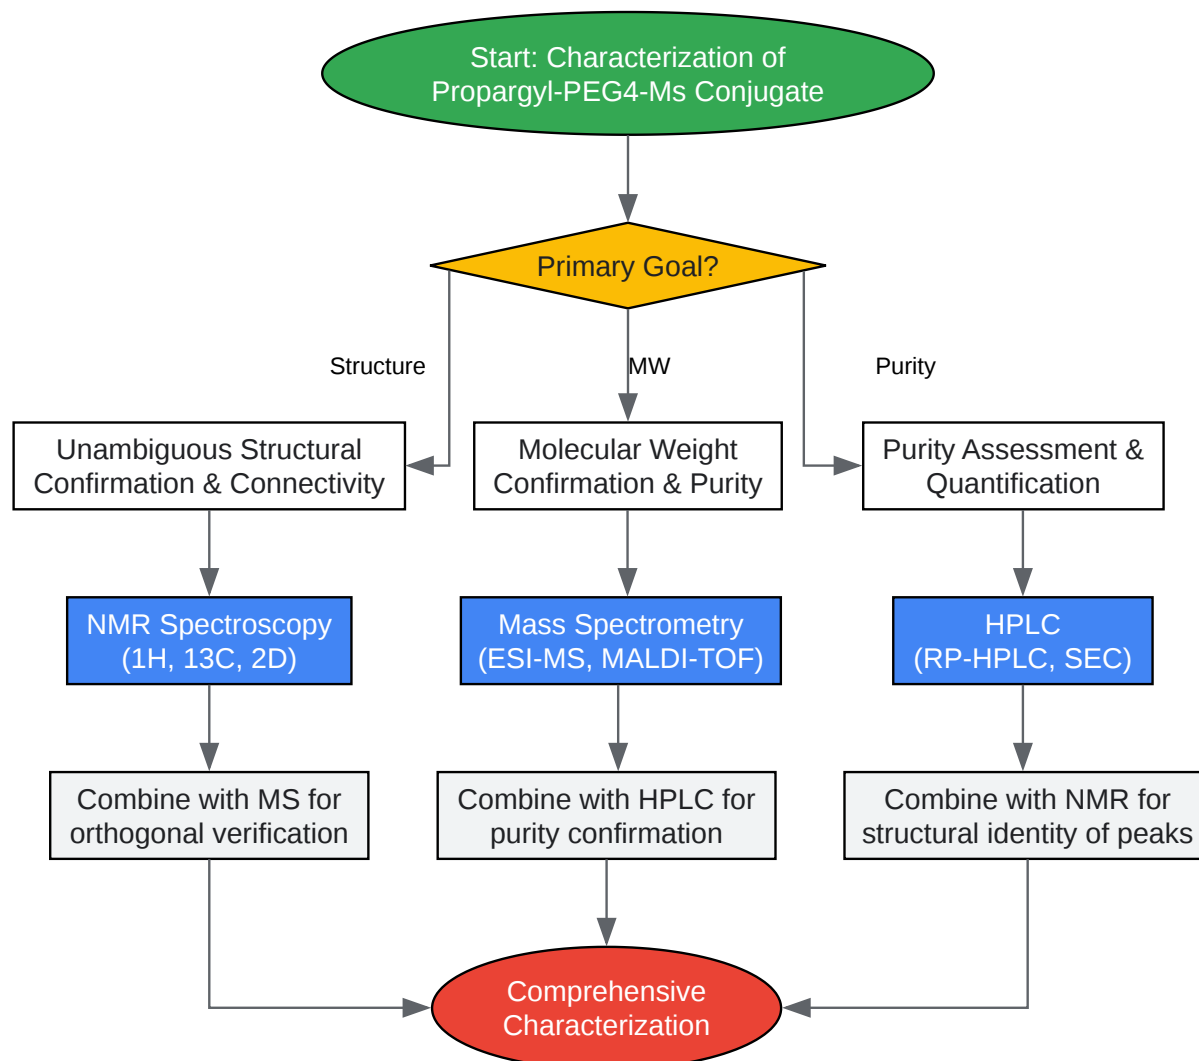 Start: Characterization of
Propargyl-PEG4-Ms Conjugate
Primary Goal?
Structure
MW
Purity
Unambiguous Structural
Confirmation & Connectivity
Molecular Weight
Confirmation & Purity
Purity Assessment &
Quantification
NMR Spectroscopy
(1H, 13C, 2D)
Mass Spectrometry
(ESI-MS, MALDI-TOF)
HPLC
(RP-HPLC, SEC)
Combine with MS for
orthogonal verification
Combine with HPLC for
purity confirmation
Combine with NMR for
structural identity of peaks
Comprehensive
Characterization